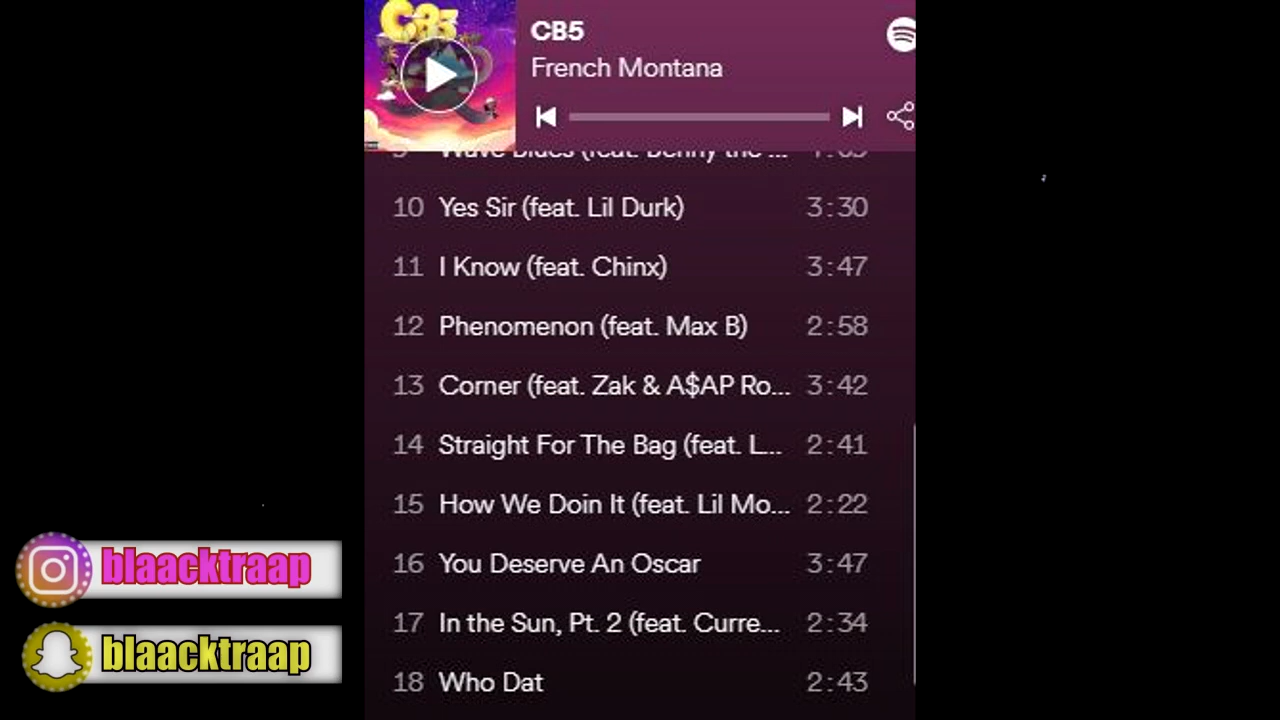 CB5
French Montana
10 Yes Sir (feat. Lil Durk) 3:30
11 I Know (feat. Chinx) 3:47
12 Phenomenon (feat. Max B) 2:58
13 Corner (feat. Zak & A$AP Ro... 3:42
14 Straight For The Bag (feat. L... 2:41
15 How We Doin It (feat. Lil Mo... 2:22
16 You Deserve An Oscar 3:47
17 In the Sun, Pt. 2 (feat. Curre... 2:34
18 Who Dat 2:43
blaacktraap
blaacktraap